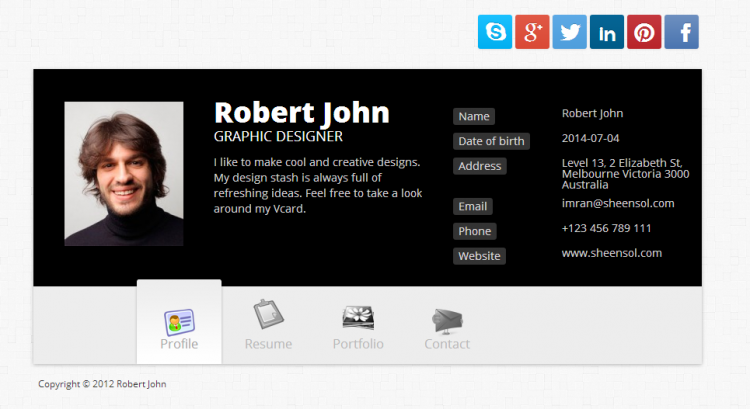 Robert John
GRAPHIC DESIGNER
I like to make cool and creative designs.
My design stash is always full of
refreshing ideas. Feel free to take a look
around my Vcard.
Name
Robert John
Date of birth
2014-07-04
Address
Level 13, 2 Elizabeth St,
Melbourne Victoria 3000
Australia
Email
imran@sheensol.com
Phone
+123 456 789 111
Website
www.sheensol.com
Profile
Resume
Portfolio
Contact
Copyright © 2012 Robert John